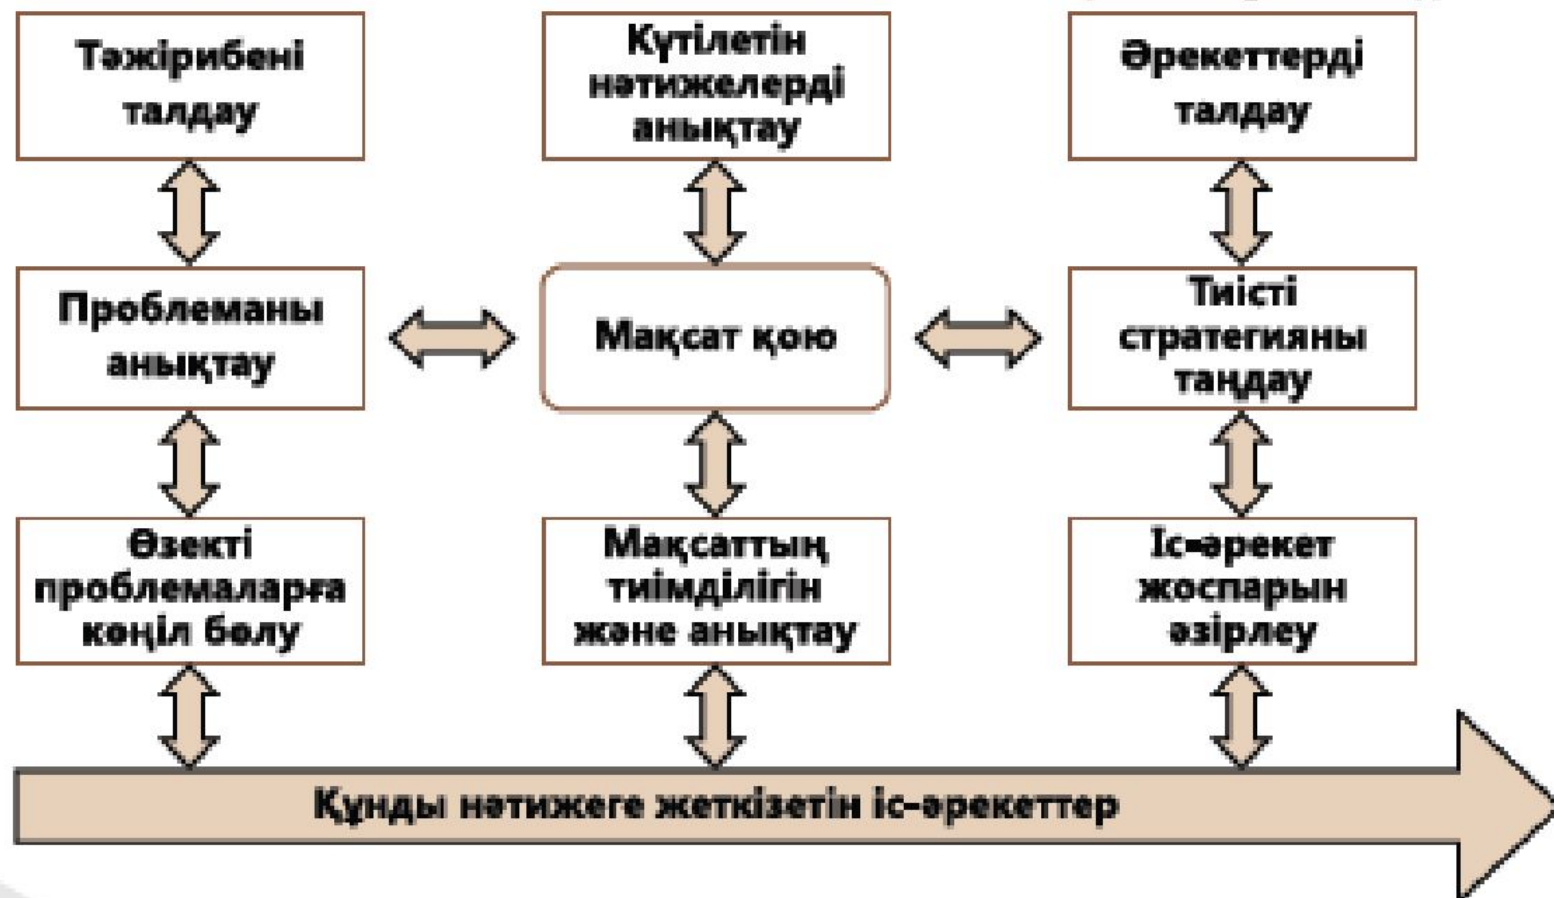 Тәжірибені
талдау
Күтілетін
нәтижелерді
анықтау
Әрекеттерді
талдау
Проблеманы
анықтау
Мақсат қою
Тиісті
стратегияны
таңдау
Өзекті
проблемаларға
көңіл бөлу
Мақсаттың
тиімділігін
және анықтау
Іс-әрекет
жоспарын
әзірлеу
Құнды нәтижеге жеткізетін іс-әрекеттер